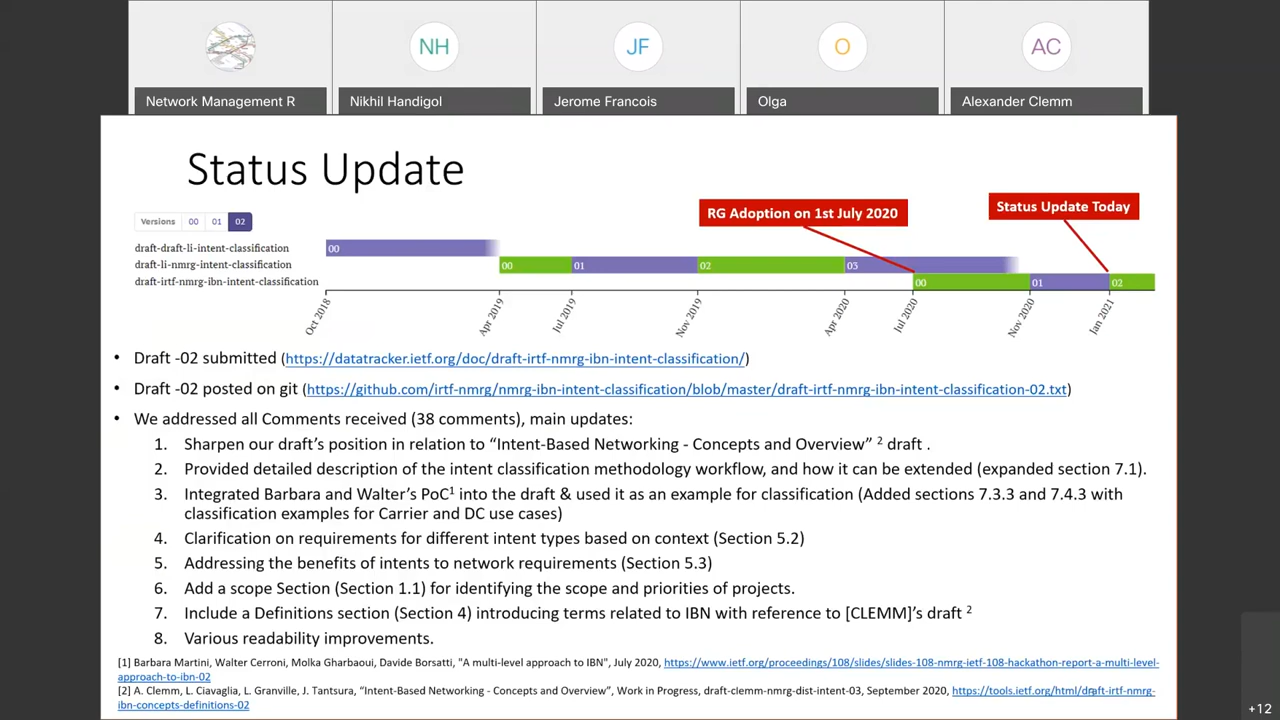 NH
JF
O
AC
Network Management R
Nikhil Handigol
Jerome Francois
Olga
Alexander Clemm
Status Update
RG Adoption on 1st July 2020
Status Update Today
Versions 00 01 02
draft-draft-li-intent-classification 00
draft-li-nmrg-intent-classification 00 01 02 03
draft-irtf-nmrg-ibn-intent-classification 00 01 02
Oct 2018 Apr 2019 Jul 2019 Nov 2019 Apr 2020 Jul 2020 Nov 2020 Jan 2021
• Draft -02 submitted (https://datatracker.ietf.org/doc/draft-irtf-nmrg-ibn-intent-classification/)
• Draft -02 posted on git (https://github.com/irtf-nmrg/nmrg-ibn-intent-classification/blob/master/draft-irtf-nmrg-ibn-intent-classification-02.txt)
• We addressed all Comments received (38 comments), main updates:
1. Sharpen our draft's position in relation to “Intent-Based Networking - Concepts and Overview” 2 draft .
2. Provided detailed description of the intent classification methodology workflow, and how it can be extended (expanded section 7.1).
3. Integrated Barbara and Walter's PoC1 into the draft & used it as an example for classification (Added sections 7.3.3 and 7.4.3 with
classification examples for Carrier and DC use cases)
4. Clarification on requirements for different intent types based on context (Section 5.2)
5. Addressing the benefits of intents to network requirements (Section 5.3)
6. Add a scope Section (Section 1.1) for identifying the scope and priorities of projects.
7. Include a Definitions section (Section 4) introducing terms related to IBN with reference to [CLEMM]'s draft 2
8. Various readability improvements.
[1] Barbara Martini, Walter Cerroni, Molka Gharbaoui, Davide Borsatti, "A multi-level approach to IBN", July 2020, https://www.ietf.org/proceedings/108/slides/slides-108-nmrg-ietf-108-hackathon-report-a-multi-level-
approach-to-ibn-02
[2] A. Clemm, L. Ciavaglia, L. Granville, J. Tantsura, “Intent-Based Networking - Concepts and Overview”, Work in Progress, draft-clemm-nmrg-dist-intent-03, September 2020, https://tools.ietf.org/html/draft-irtf-nmrg-
ibn-concepts-definitions-02
+12